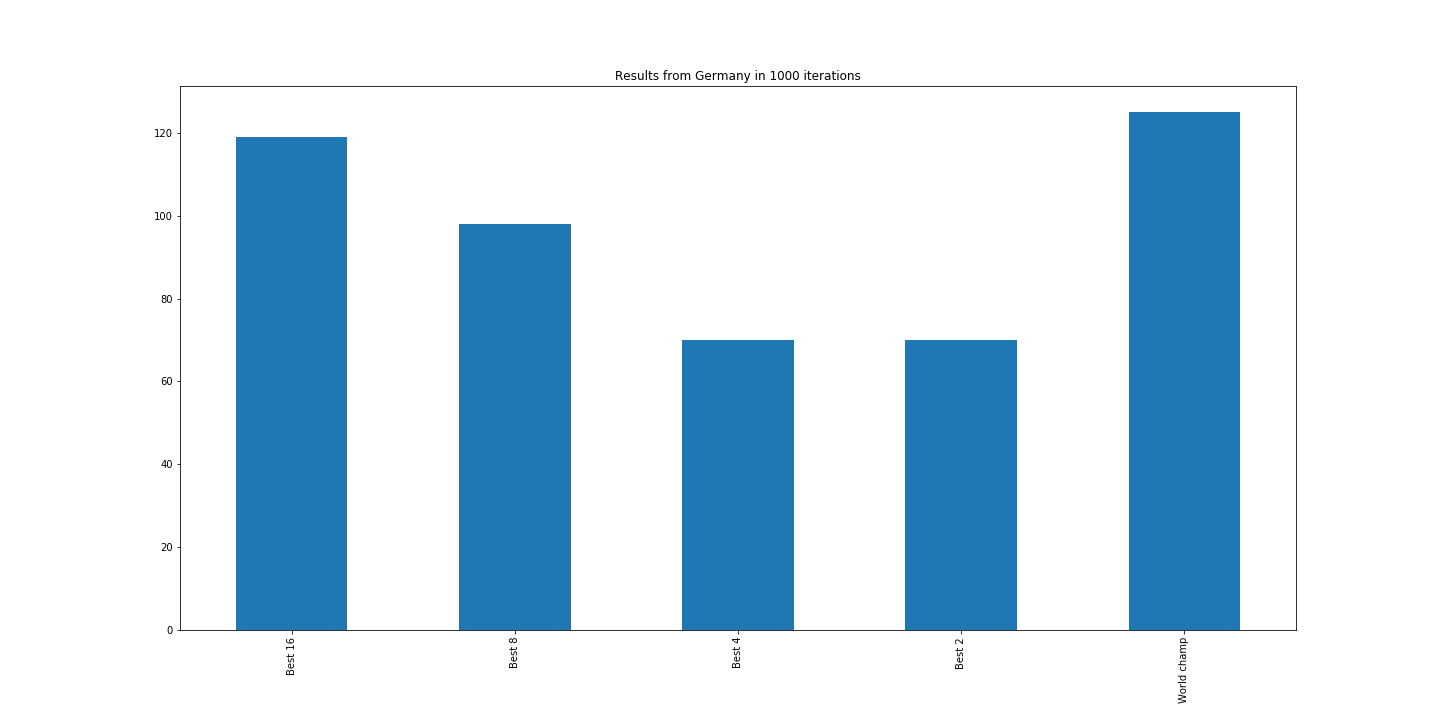 Results from Germany in 1000 iterations
120
100
80
60
40
20
0
Best 16
Best 8
Best 4
Best 2
World champ